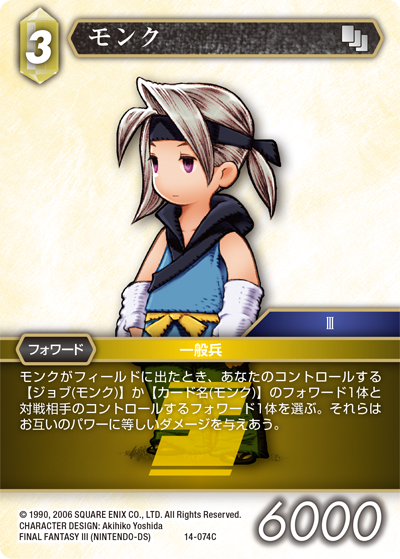 3
モンク
III
フォワード
一般兵
モンクがフィールドに出たとき、あなたのコントロールする
【ジョブ(モンク)】か【カード名(モンク)】のフォワード1体と
対戦相手のコントロールするフォワード1体を選ぶ。それらは
お互いのパワーに等しいダメージを与えあう。
© 1990, 2006 SQUARE ENIX CO., LTD. All Rights Reserved.
CHARACTER DESIGN: Akihiko Yoshida
FINAL FANTASY III (NINTENDO-DS)
14-074C
6000